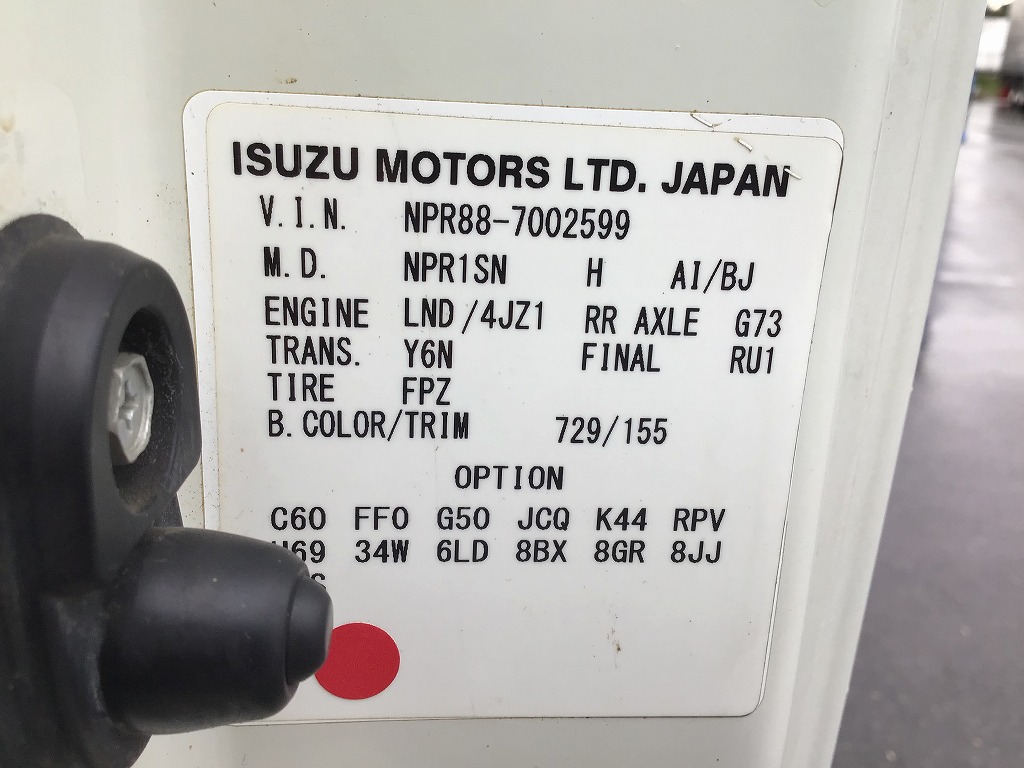 ISUZU MOTORS LTD. JAPAN
V.I.N. NPR88-7002599
M.D. NPR1SN H AI/BJ
ENGINE LND/4JZ1 RR AXLE G73
TRANS. Y6N FINAL RU1
TIRE FPZ
B.COLOR/TRIM 729/155
OPTION
C60 FF0 G50 JCQ K44 RPV
34W 6LD 8BX 8GR 8JJ